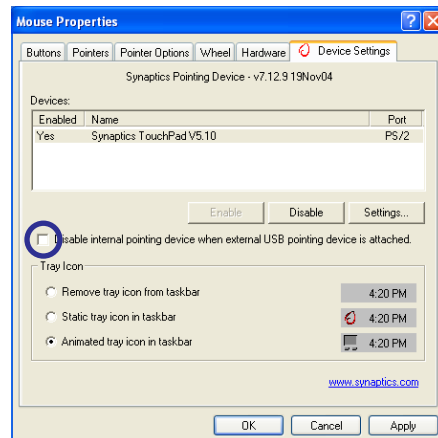 Mouse Properties
Buttons Pointers Pointer Options Wheel Hardware Device Settings
Synaptics Pointing Device - v7.12.9 19Nov04
Devices:
Enabled Name Port
Yes Synaptics TouchPad V5.10 PS/2
Enable Disable Settings...
Disable internal pointing device when external USB pointing device is attached.
Tray Icon
Remove tray icon from taskbar 4:20 PM
Static tray icon in taskbar 4:20 PM
Animated tray icon in taskbar 4:20 PM
www.synaptics.com
OK Cancel Apply